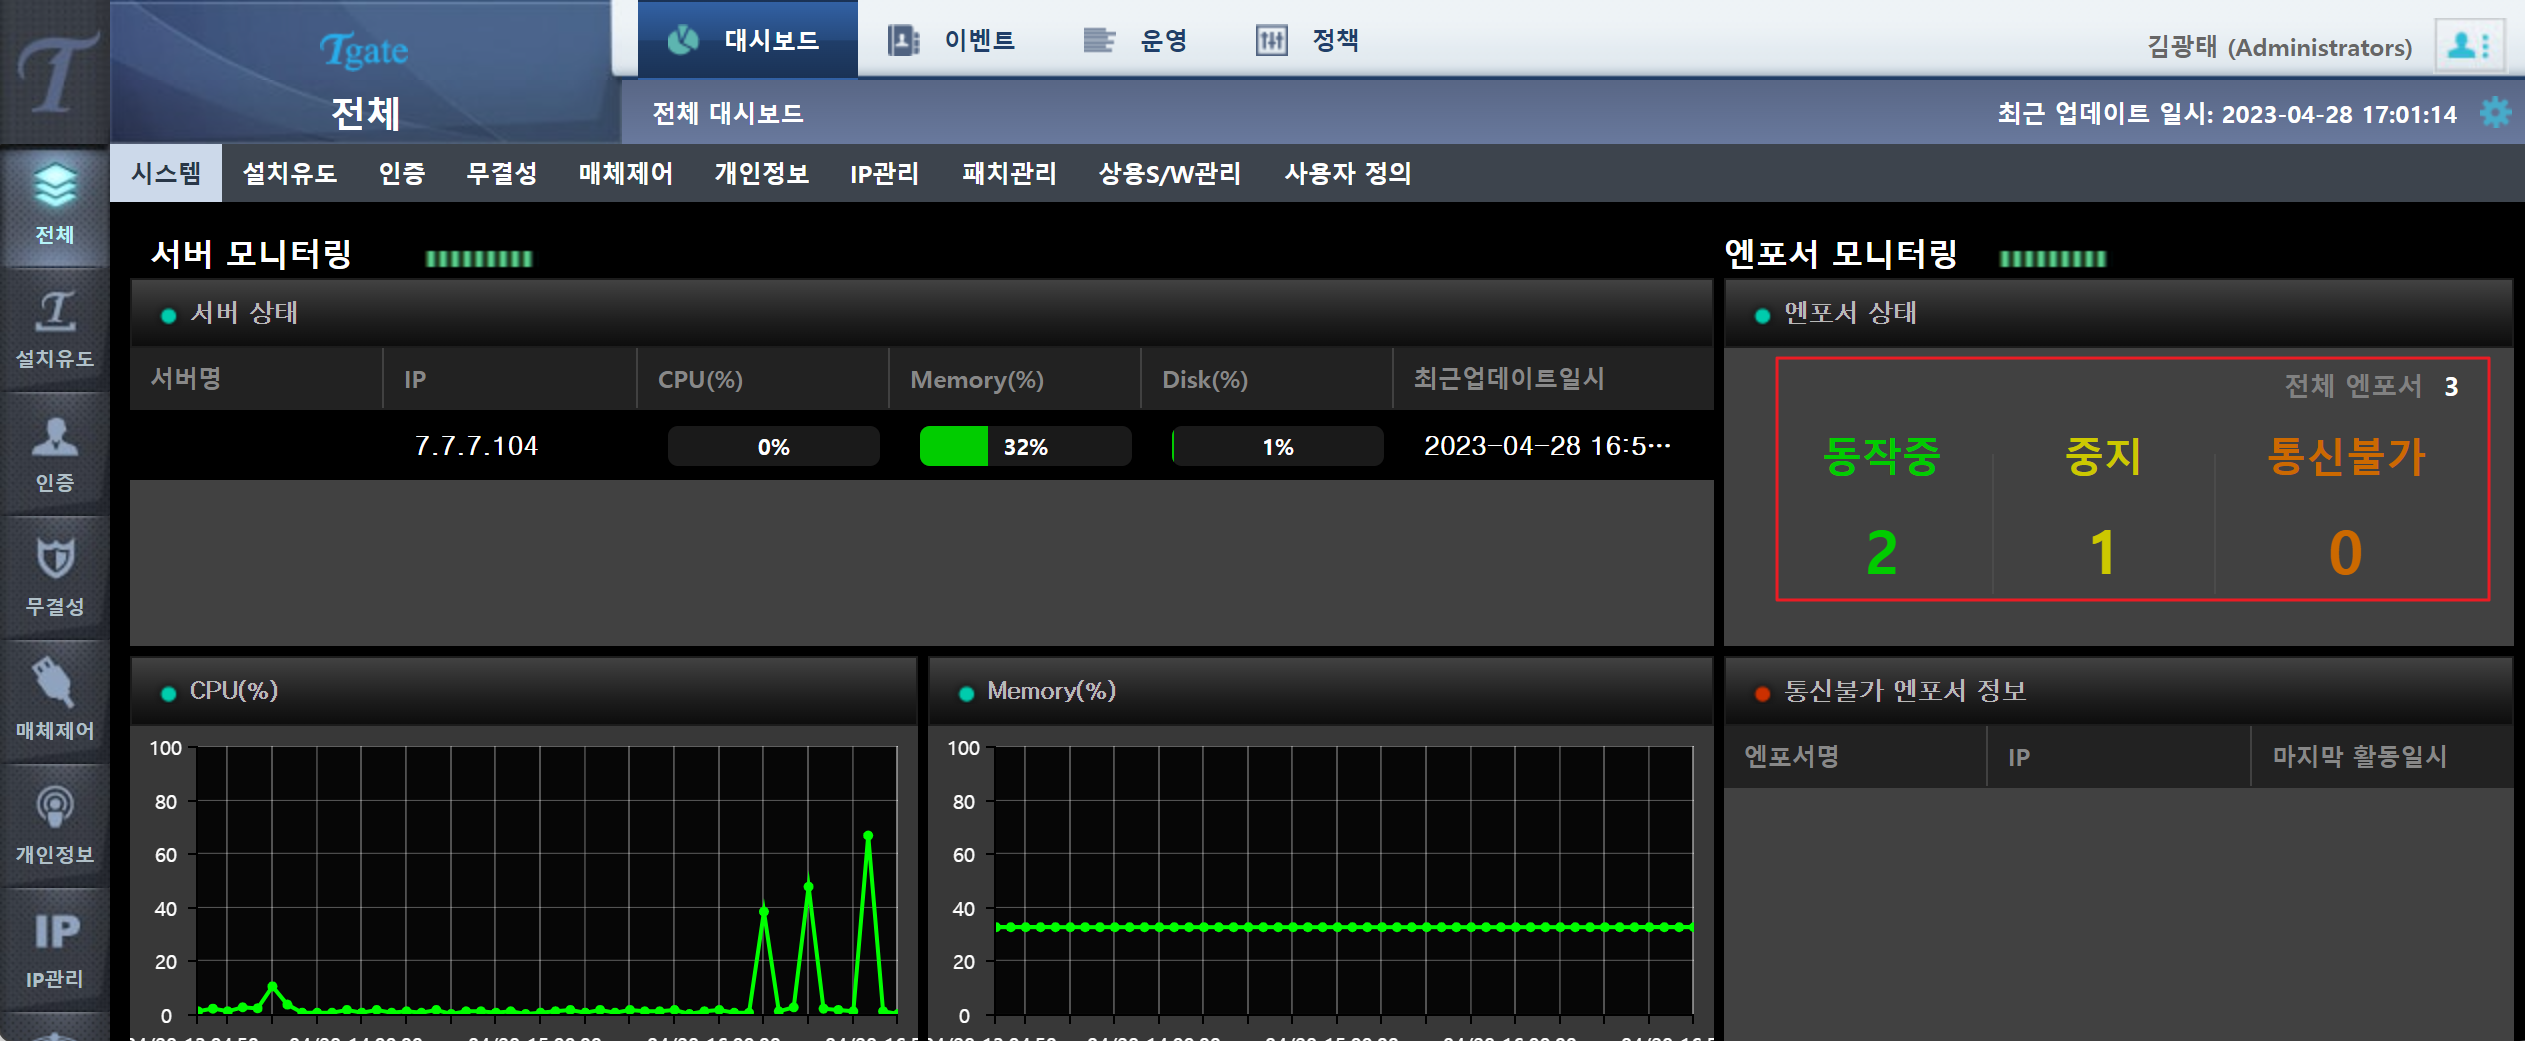 Tgate
전체
대시보드
이벤트
운영
정책
김광태 (Administrators)
전체 대시보드
최근 업데이트 일시: 2023-04-28 17:01:14
시스템 설치유도 인증 무결성 매체제어 개인정보 IP관리 패치관리 상용S/W관리 사용자 정의
전체
설치유도
인증
무결성
매체제어
개인정보
IP
IP관리
서버 모니터링
서버 상태
서버명 IP CPU(%) Memory(%) Disk(%) 최근업데이트일시
7.7.7.104 0% 32% 1% 2023-04-28 16:5···
엔포서 모니터링
엔포서 상태
전체 엔포서 3
동작중 중지 통신불가
2 1 0
CPU(%)
100
80
60
40
20
0
Memory(%)
100
80
60
40
20
0
통신불가 엔포서 정보
엔포서명 IP 마지막 활동일시